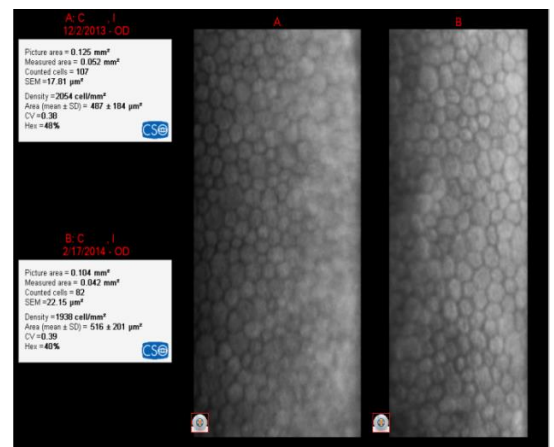 A: C , I
12/2/2013 - OD
Picture area = 0.125 mm²
Measured area = 0.052 mm²
Counted cells = 107
SEM =17.81 µm²
Density =2054 cell/mm²
Area (mean ± SD) = 487 ± 184 µm²
CV =0.38
Hex =48%
CSO
B: C , I
2/17/2014 - OD
Picture area = 0.104 mm²
Measured area = 0.042 mm²
Counted cells = 82
SEM =22.15 µm²
Density =1938 cell/mm²
Area (mean ± SD) = 516 ± 201 µm²
CV =0.39
Hex =40%
CSO
A
B